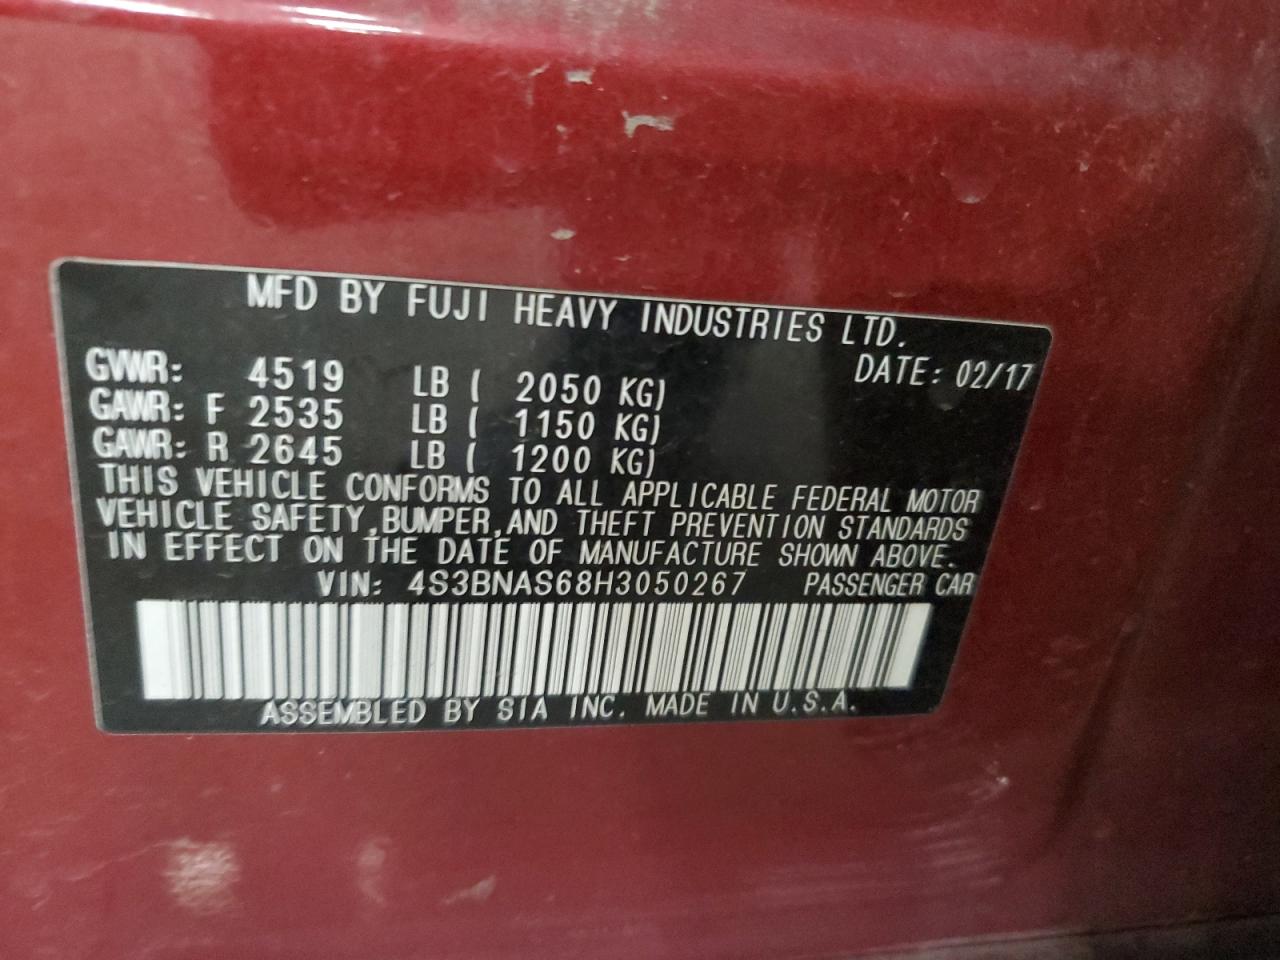 MFD BY FUJI HEAVY INDUSTRIES LTD.
DATE: 02/17
GVWR: 4519 LB ( 2050 KG)
GAWR: F 2535 LB ( 1150 KG)
GAWR: R 2645 LB ( 1200 KG)
THIS VEHICLE CONFORMS TO ALL APPLICABLE FEDERAL MOTOR
VEHICLE SAFETY,BUMPER,AND THEFT PREVENTION STANDARDS
IN EFFECT ON THE DATE OF MANUFACTURE SHOWN ABOVE.
VIN: 4S3BNAS68H3050267 PASSENGER CAR
ASSEMBLED BY SIA INC. MADE IN U.S.A.